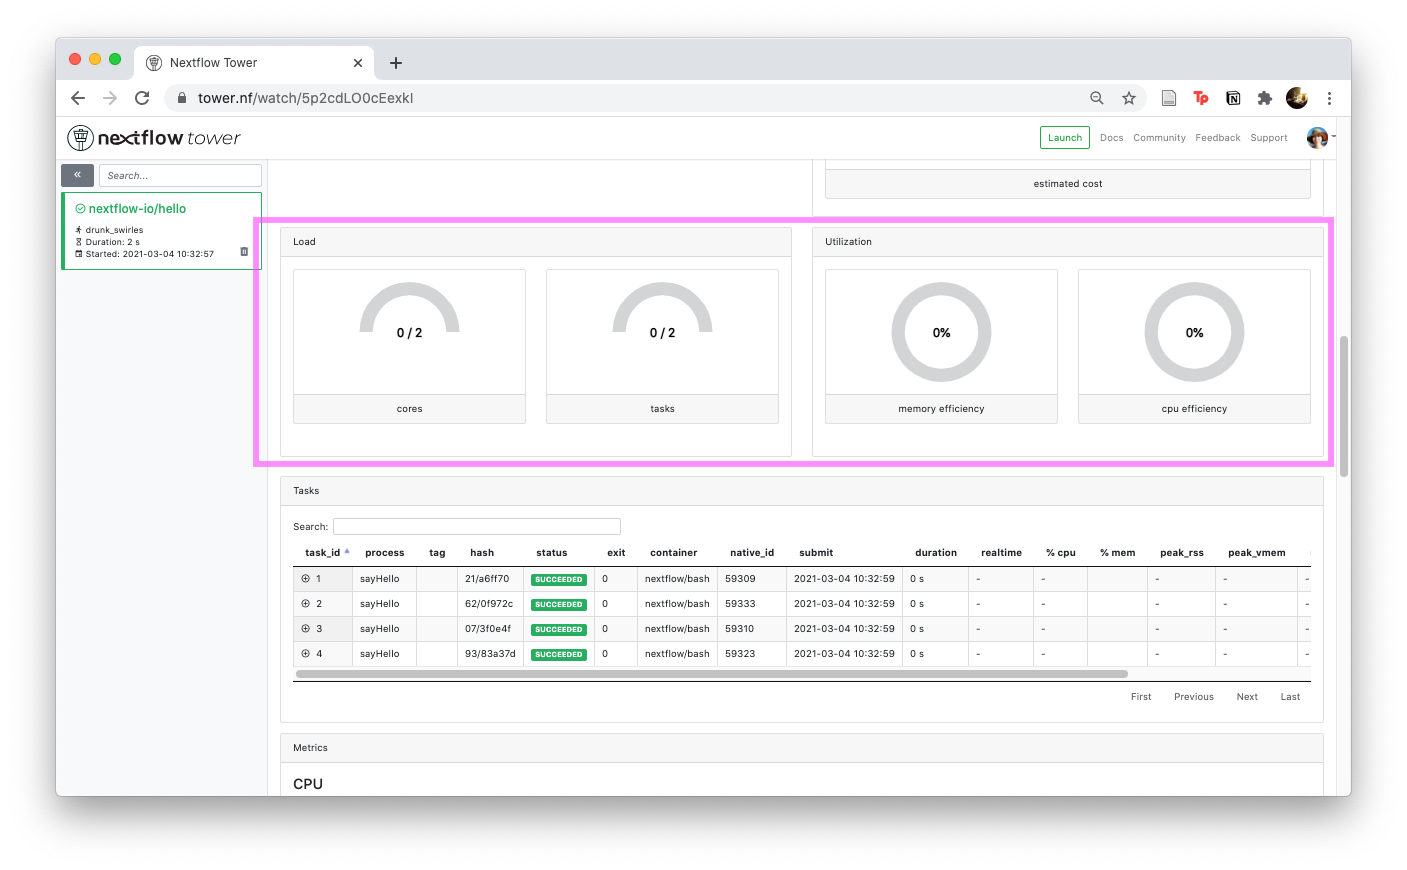 Nextflow Tower
tower.nf/watch/5p2cdLO0cEexkI
nextflow tower
Launch Docs Community Feedback Support
« Search...
nextflow-io/hello
drunk_swirles
Duration: 2 s
Started: 2021-03-04 10:32:57
estimated cost
Load
0 / 2
cores
0 / 2
tasks
Utilization
0%
memory efficiency
0%
cpu efficiency
Tasks
Search:
task_id process tag hash status exit container native_id submit duration realtime % cpu % mem peak_rss peak_vmem
1 sayHello 21/a6ff70 SUCCEEDED 0 nextflow/bash 59309 2021-03-04 10:32:59 0 s - - - - -
2 sayHello 62/0f972c SUCCEEDED 0 nextflow/bash 59333 2021-03-04 10:32:59 0 s - - - - -
3 sayHello 07/3f0e4f SUCCEEDED 0 nextflow/bash 59310 2021-03-04 10:32:59 0 s - - - - -
4 sayHello 93/83a37d SUCCEEDED 0 nextflow/bash 59323 2021-03-04 10:32:59 0 s - - - - -
First Previous Next Last
Metrics
CPU